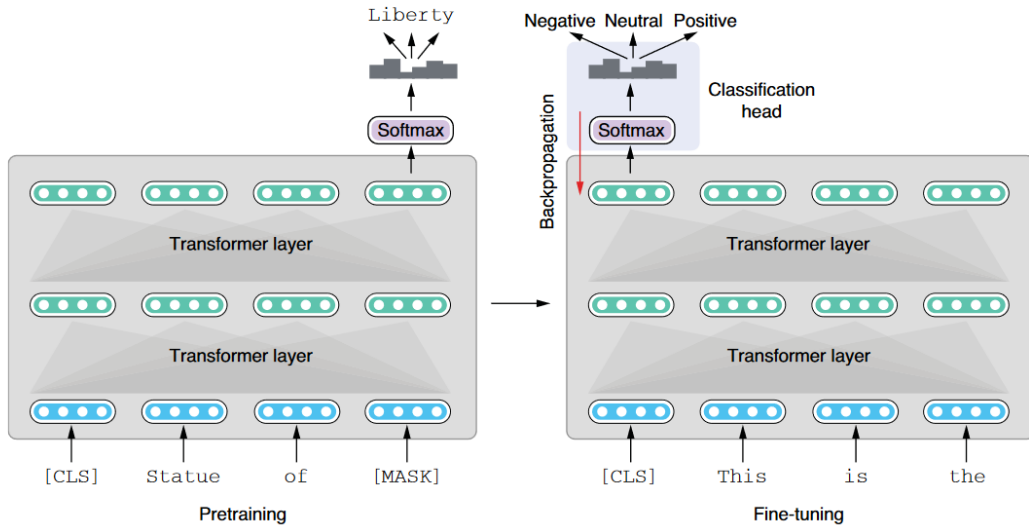 Liberty
Softmax
Transformer layer
Transformer layer
[CLS] Statue of [MASK]
Pretraining
Negative Neutral Positive
Classification
head
Softmax
Backpropagation
Transformer layer
Transformer layer
[CLS] This is the
Fine-tuning